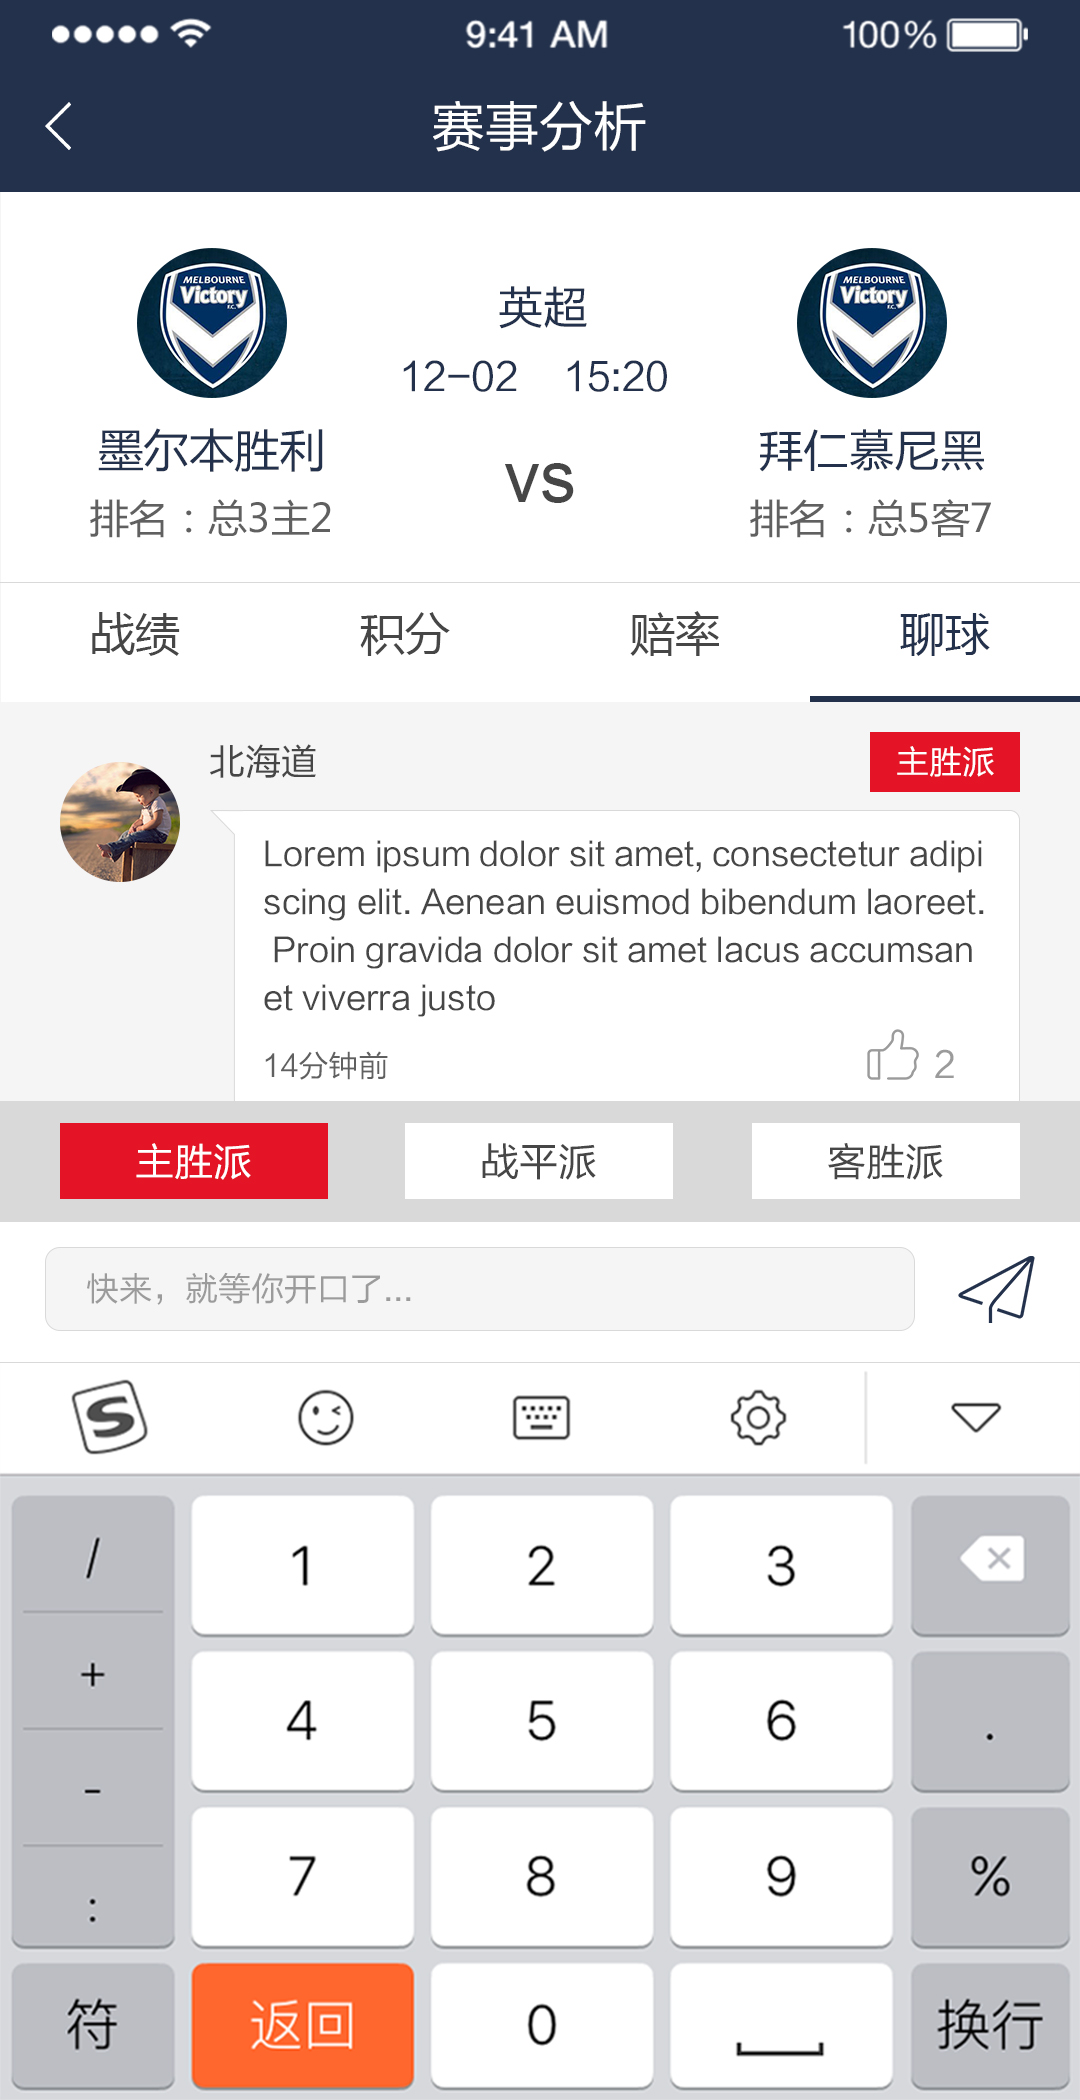 9:41 AM
100%
赛事分析
MELBOURNE
Victory
F.C.
英超
12-02 15:20
MELBOURNE
Victory
F.C.
墨尔本胜利
VS
拜仁慕尼黑
排名：总3主2
排名：总5客7
战绩
积分
赔率
聊球
北海道
主胜派
Lorem ipsum dolor sit amet, consectetur adipi
scing elit. Aenean euismod bibendum laoreet.
Proin gravida dolor sit amet lacus accumsan
et viverra justo
14分钟前
2
主胜派
战平派
客胜派
快来，就等你开口了...
S
/
1
2
3
+
4
5
6
.
-
7
8
9
%
:
符
返回
0
换行